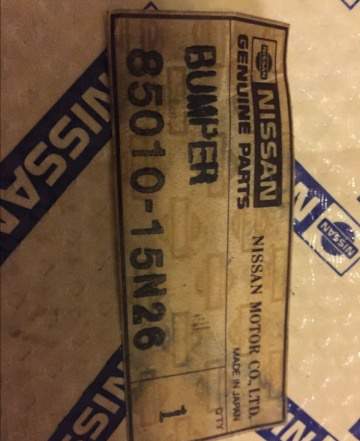 NISSAN
GENUINE PARTS
NISSAN MOTOR CO., LTD.
MADE IN JAPAN
BUMPER
85010-15N26
QTY
1
NISSAN
NISSAN
NISSAN